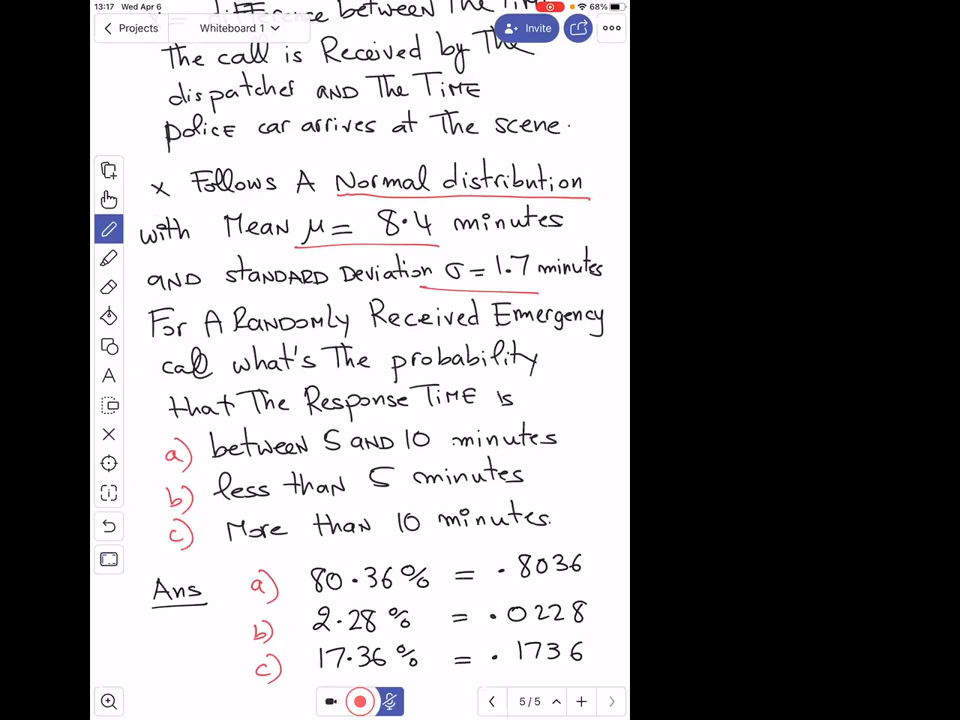 13:17 Wed Apr 6 68%
Projects Whiteboard 1 Invite
difference between The Time
The call is Received by The
dispatcher AND The TiME
police car arrives at The scene.
x Follows A Normal distribution
with Mean μ = 8.4 minutes
AND STANDARD Deviation σ = 1.7 minutes
For A RANDOMLY Received Emergency
call what's The probability
that The Response TiME is
a) between 5 AND 10 minutes
b) less than 5 minutes
c) More than 10 minutes.
Ans a) 80.36% = .8036
b) 2.28% = .0228
c) 17.36% = .1736
5/5